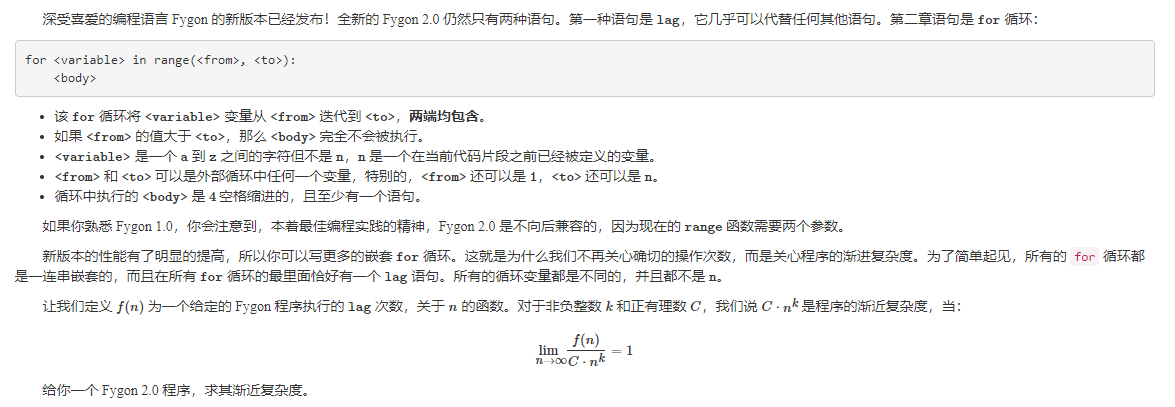 深受喜爱的编程语言 Fygon 的新版本已经发布！全新的 Fygon 2.0 仍然只有两种语句。第一种语句是 lag，它几乎可以代替任何其他语句。第二章语句是 for 循环：
for <variable> in range(<from>, <to>):
    <body>
• 该 for 循环将 <variable> 变量从 <from> 迭代到 <to>，两端均包含。
• 如果 <from> 的值大于 <to>，那么 <body> 完全不会被执行。
• <variable> 是一个 a 到 z 之间的字符但不是 n，n 是一个在当前代码片段之前已经被定义的变量。
• <from> 和 <to> 可以是外部循环中任何一个变量，特别的，<from> 还可以是 1，<to> 还可以是 n。
• 循环中执行的 <body> 是 4 空格缩进的，且至少有一个语句。
如果你熟悉 Fygon 1.0，你会注意到，本着最佳编程实践的精神，Fygon 2.0 是不向后兼容的，因为现在的 range 函数需要两个参数。
新版本的性能有了明显的提高，所以你可以写更多的嵌套 for 循环。这就是为什么我们不再关心确切的操作次数，而是关心程序的渐进复杂度。为了简单起见，所有的 for 循环都
是一连串嵌套的，而且在所有 for 循环的最里面恰好有一个 lag 语句。所有的循环变量都是不同的，并且都不是 n。
让我们定义 f(n) 为一个给定的 Fygon 程序执行的 lag 次数，关于 n 的函数。对于非负整数 k 和正有理数 C，我们说 C · n^k 是程序的渐近复杂度，当：
lim n→∞ f(n) / C · n^k = 1
给你一个 Fygon 2.0 程序，求其渐近复杂度。